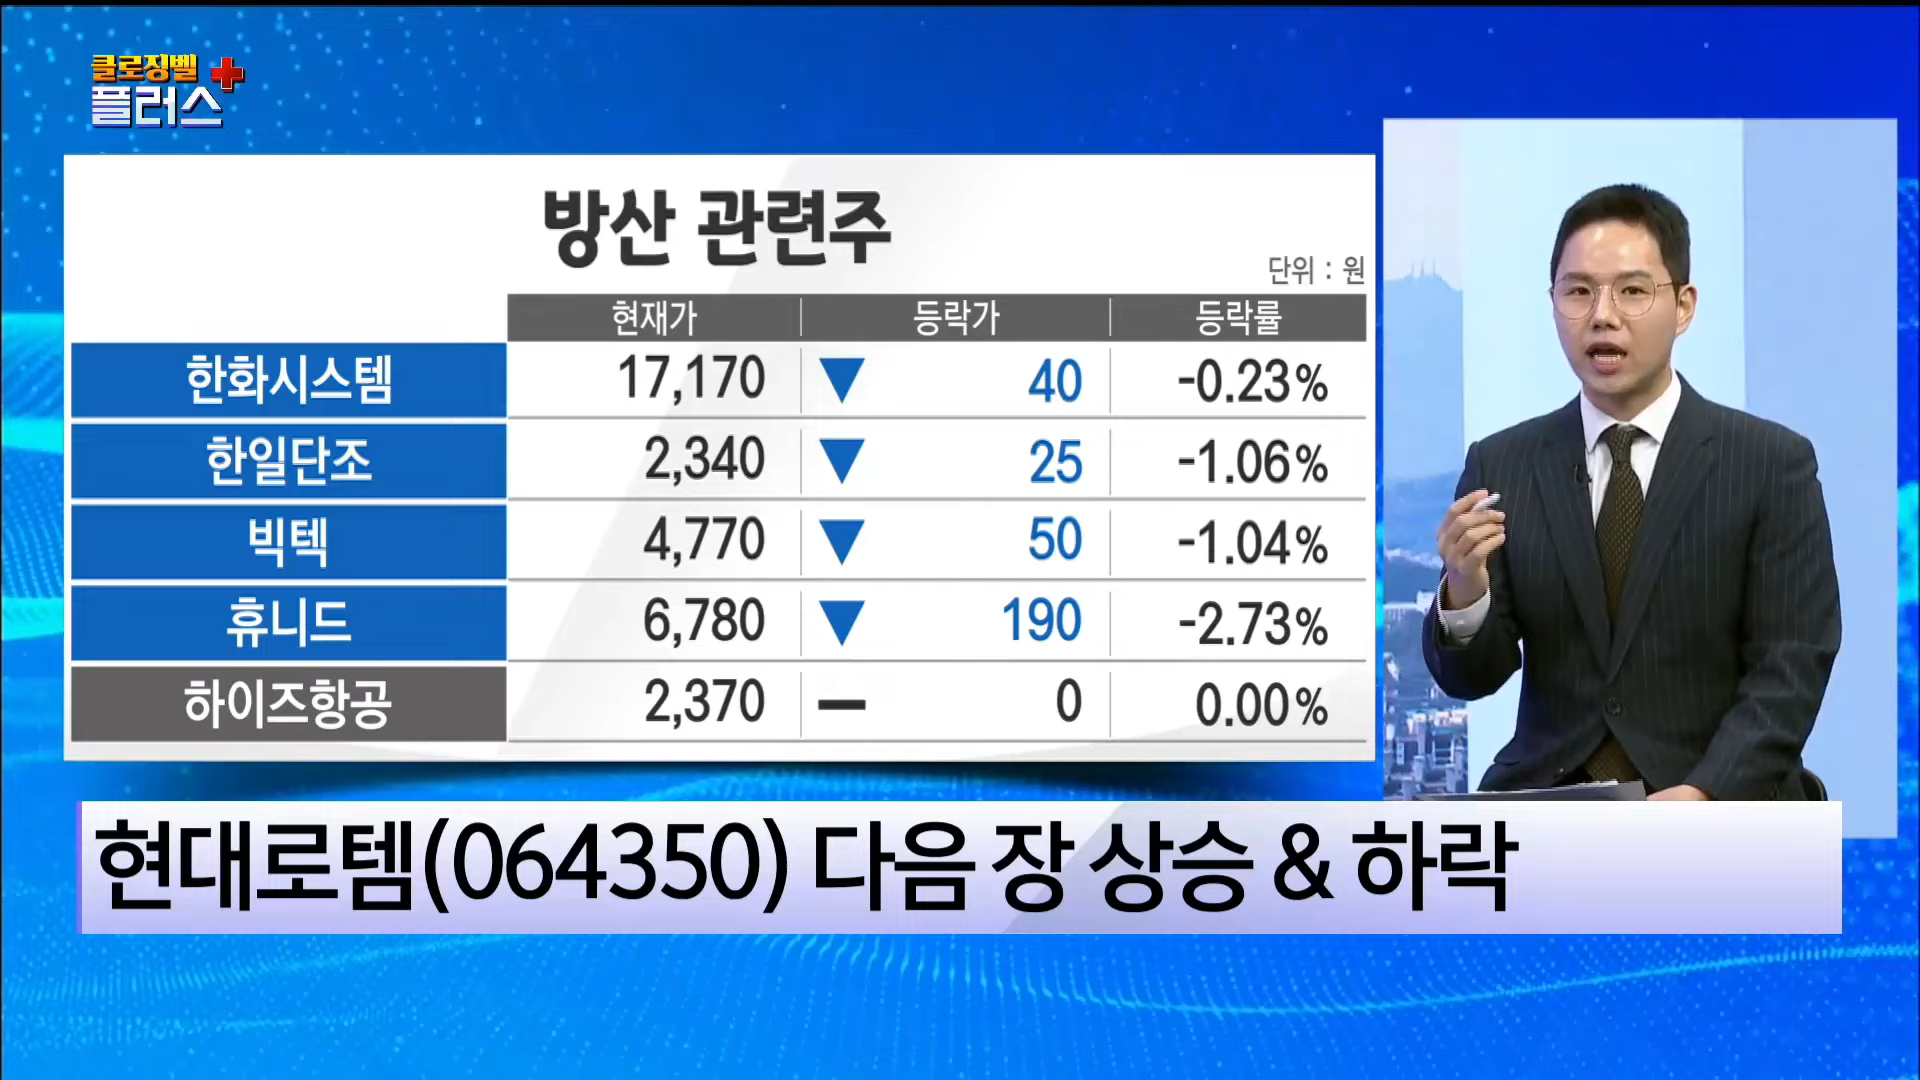 클로징벨
플러스
방산 관련주
단위 : 원
현재가 등락가 등락률
한화시스템 17,170 ▼ 40 -0.23%
한일단조 2,340 ▼ 25 -1.06%
빅텍 4,770 ▼ 50 -1.04%
휴니드 6,780 ▼ 190 -2.73%
하이즈항공 2,370 - 0 0.00%
현대로템(064350) 다음 장 상승 & 하락